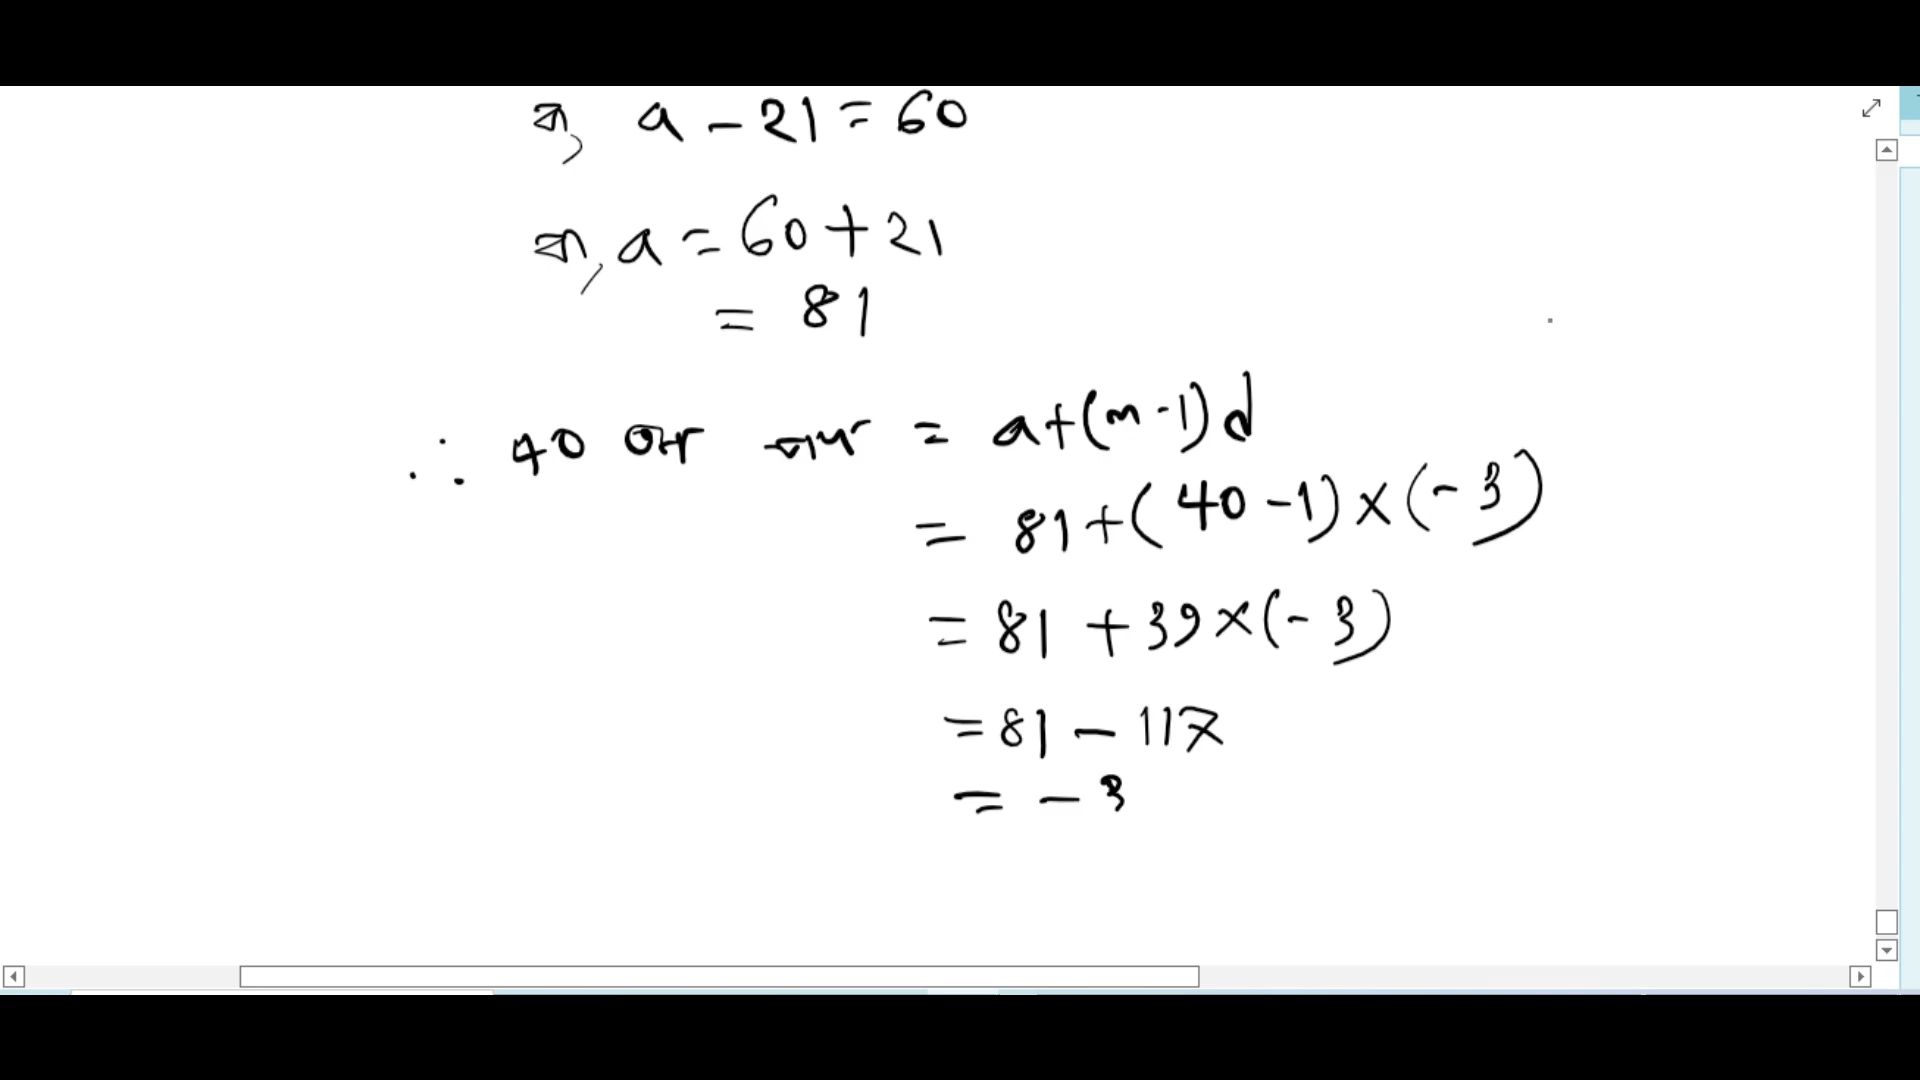 বা, a - 21 = 60
বা, a = 60 + 21
= 81
∴ 40 তম পদ = a + (n - 1) d
= 81 + (40 - 1) × (- 3)
= 81 + 39 × (- 3)
= 81 - 117
= - 3